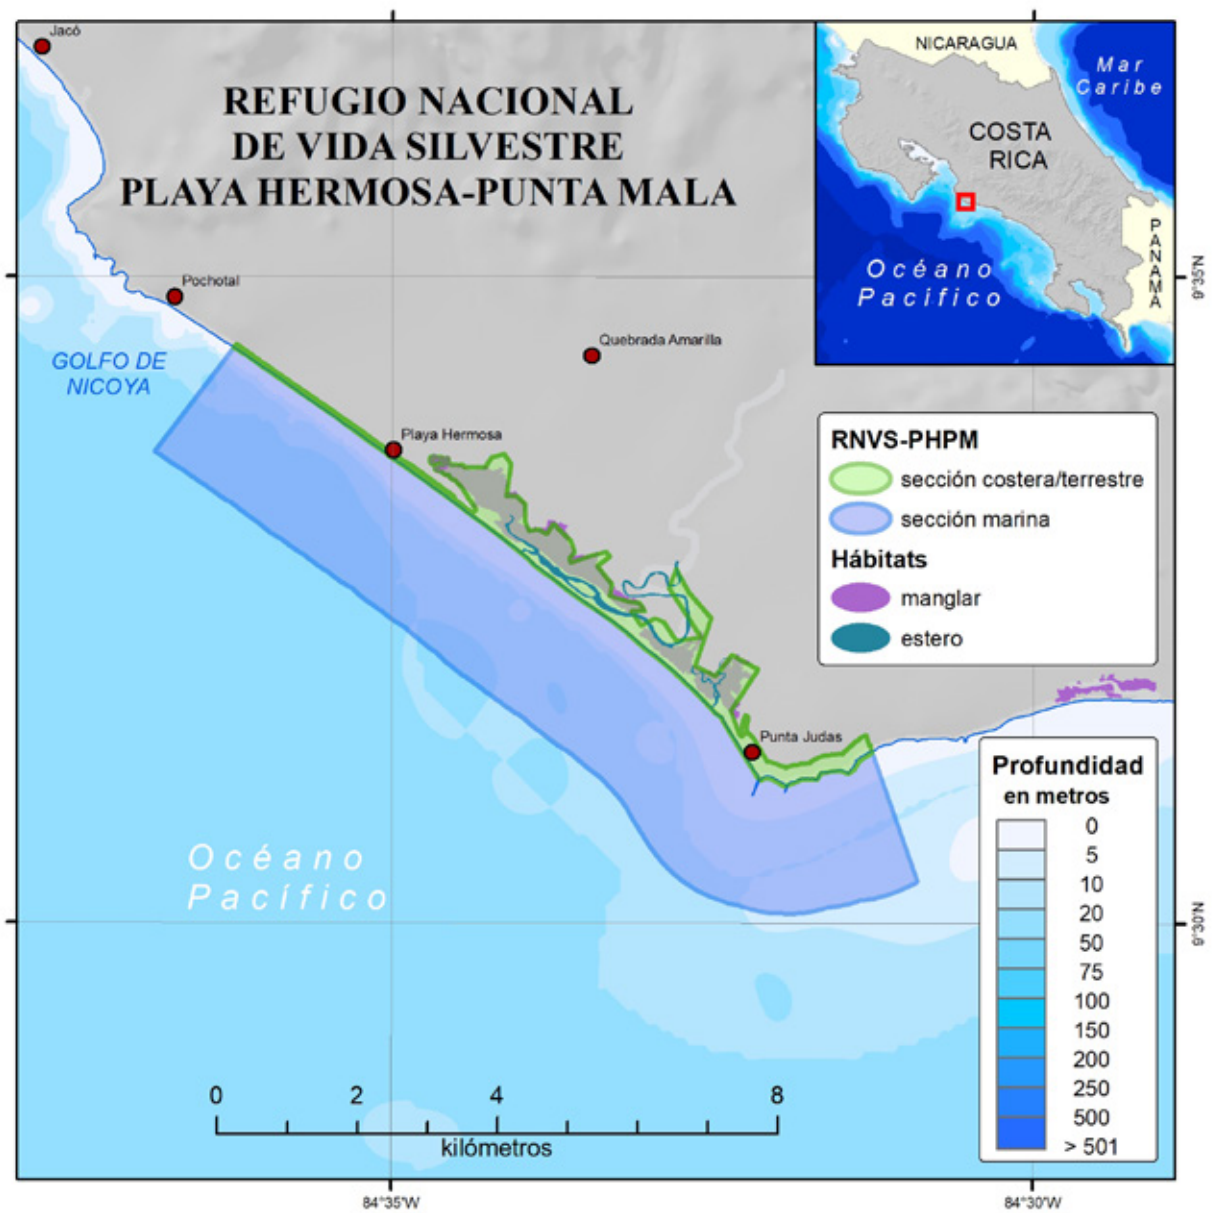 Jacó
REFUGIO NACIONAL
DE VIDA SILVESTRE
PLAYA HERMOSA-PUNTA MALA
NICARAGUA
Mar
Caribe
COSTA
RICA
PANAMÁ
Océano
Pacífico
Pochotal
9°35'N
Quebrada Amarilla
GOLFO DE
NICOYA
Playa Hermosa
RNVS-PHPM
sección costera/terrestre
sección marina
Hábitats
manglar
estero
Punta Judas
Profundidad
en metros
0
5
10
20
50
75
100
150
200
250
500
> 501
Océano
Pacífico
9°30'N
0 2 4 8
kilómetros
84°35'W
84°30'W